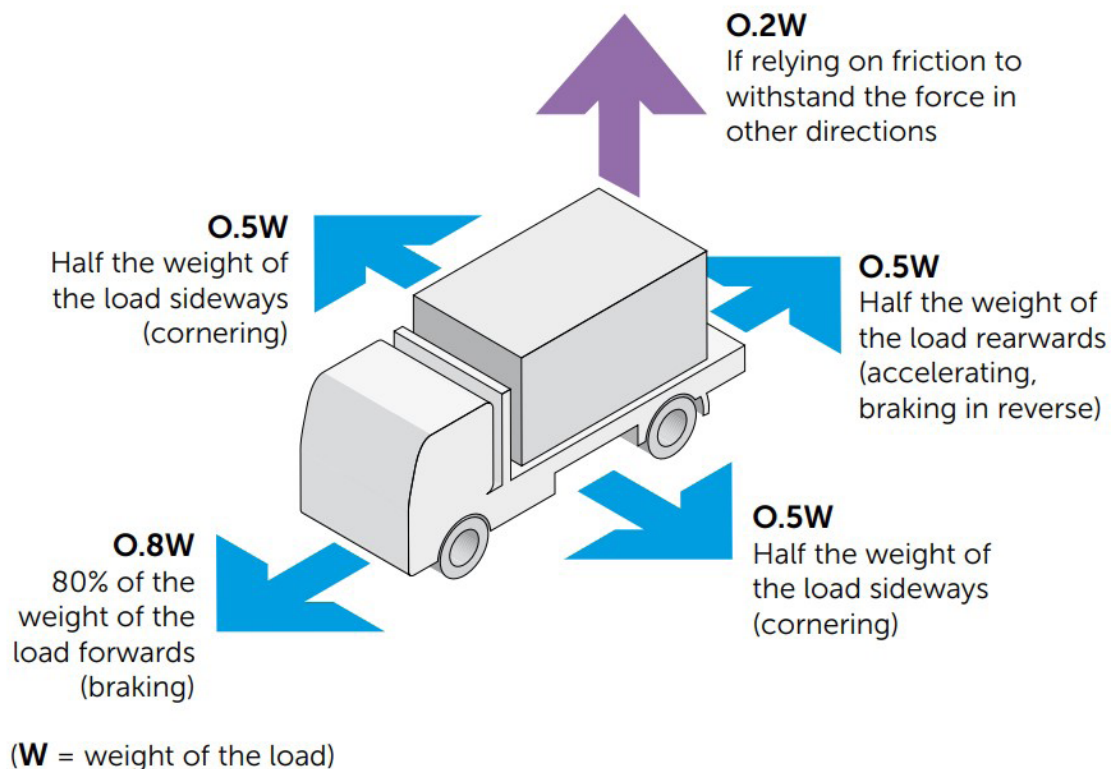 O.2W
If relying on friction to
withstand the force in
other directions
O.5W
Half the weight of
the load sideways
(cornering)
O.5W
Half the weight of
the load rearwards
(accelerating,
braking in reverse)
O.8W
80% of the
weight of the
load forwards
(braking)
O.5W
Half the weight of
the load sideways
(cornering)
(W = weight of the load)